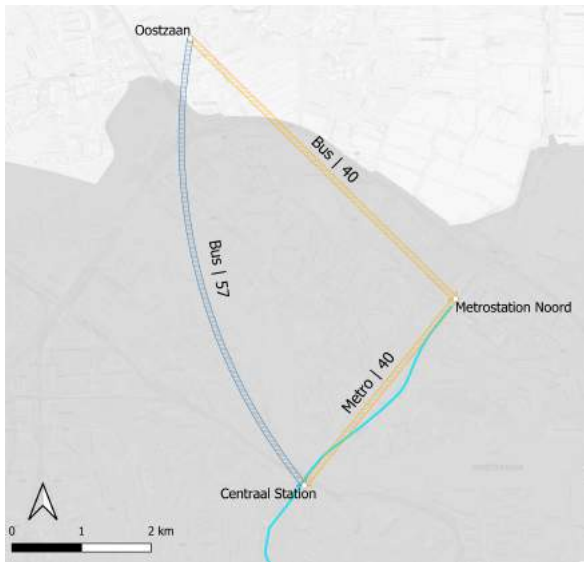 Oostzaan
Bus | 40
Bus | 57
Metrostation Noord
Metro | 40
Centraal Station
0 1 2 km